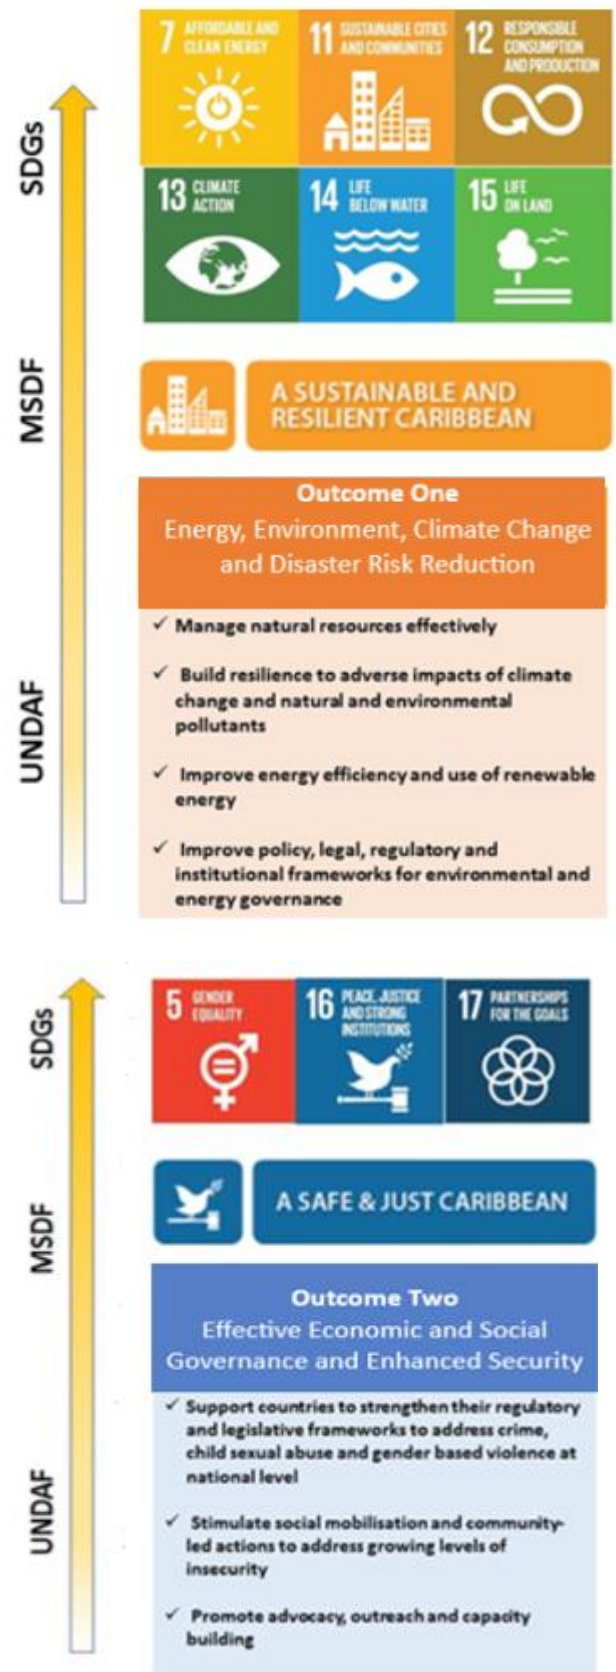 SDGs
MSDF
UNDAF
7 AFFORDABLE AND
CLEAN ENERGY
11 SUSTAINABLE CITIES
AND COMMUNITIES
12 RESPONSIBLE
CONSUMPTION
AND PRODUCTION
13 CLIMATE
ACTION
14 LIFE
BELOW WATER
15 LIFE
ON LAND
A SUSTAINABLE AND
RESILIENT CARIBBEAN
Outcome One
Energy, Environment, Climate Change
and Disaster Risk Reduction
✓ Manage natural resources effectively
✓ Build resilience to adverse impacts of climate
change and natural and environmental
pollutants
✓ Improve energy efficiency and use of renewable
energy
✓ Improve policy, legal, regulatory and
institutional frameworks for environmental and
energy governance
SDGs
MSDF
UNDAF
5 GENDER
EQUALITY
16 PEACE, JUSTICE
AND STRONG
INSTITUTIONS
17 PARTNERSHIPS
FOR THE GOALS
A SAFE & JUST CARIBBEAN
Outcome Two
Effective Economic and Social
Governance and Enhanced Security
✓ Support countries to strengthen their regulatory
and legislative frameworks to address crime,
child sexual abuse and gender based violence at
national level
✓ Stimulate social mobilisation and community-
led actions to address growing levels of
insecurity
✓ Promote advocacy, outreach and capacity
building